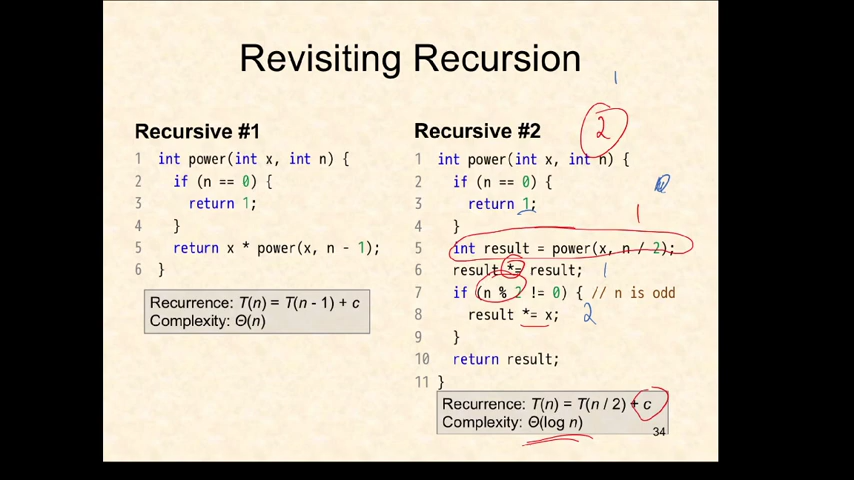 Revisiting Recursion
Recursive #1
1 int power(int x, int n) {
2 if (n == 0) {
3 return 1;
4 }
5 return x * power(x, n - 1);
6 }
Recurrence: T(n) = T(n - 1) + c
Complexity: Θ(n)
1
2
Recursive #2
1 int power(int x, int n) {
2 if (n == 0) {
3 return 1;
4 }
1
5 int result = power(x, n / 2);
6 result *= result; 1
7 if (n % 2 != 0) { // n is odd
8 result *= x; 2
9 }
10 return result;
11 }
Recurrence: T(n) = T(n / 2) + c
Complexity: Θ(log n)
34